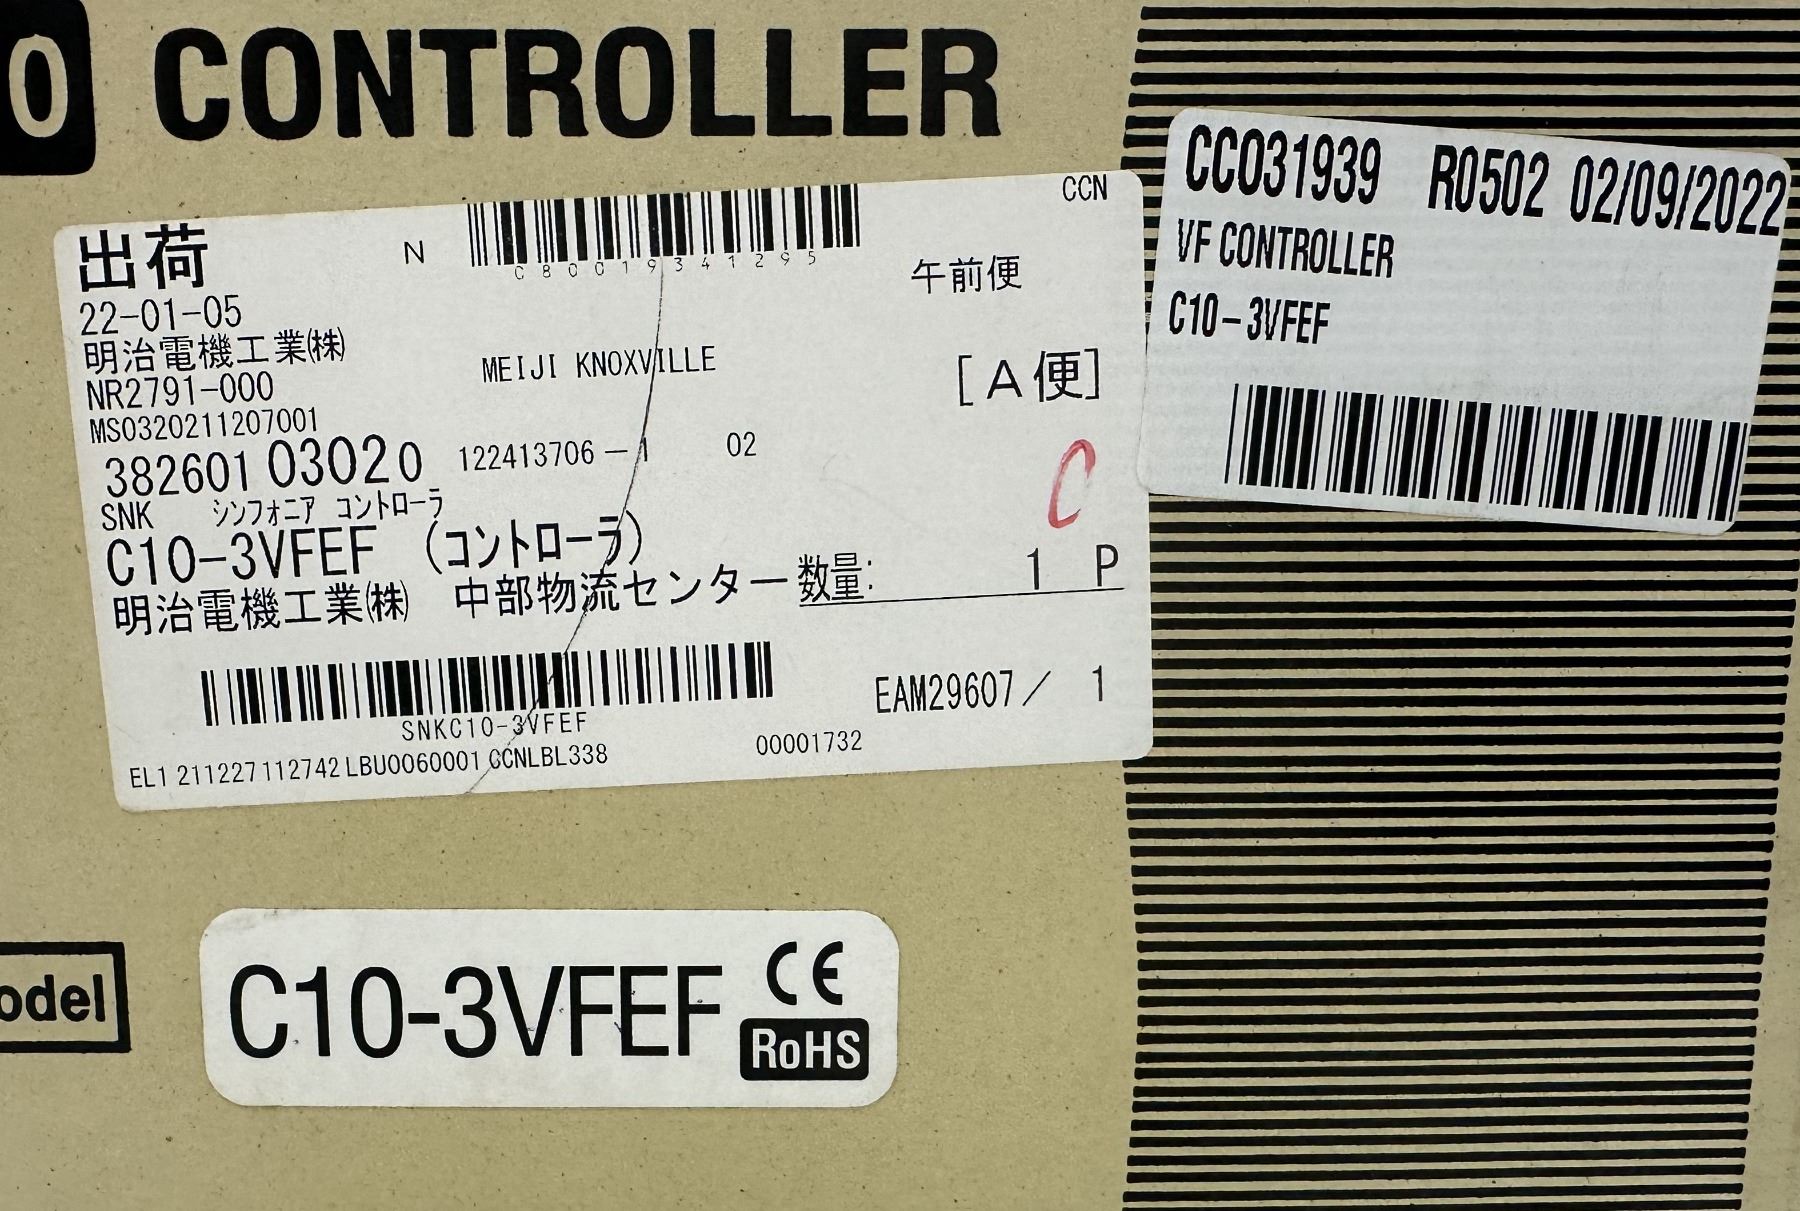 0 CONTROLLER
出荷
N
C80019341295
CCN
22-01-05
午前便
明治電機工業㈱
MEIJI KNOXVILLE
[A便]
NR2791-000
MS0320211207001
38260103020
122413706-1
02
C
SNK シンフォニア コントローラ
C10-3VFEF (コントローラ)
明治電機工業㈱ 中部物流センター
数量: 1 P
SNKC10-3VFEF
EAM29607/ 1
EL1 211227112742 LBU0060001 CCNLBL338
00001732
CC031939 R0502 02/09/2022
VF CONTROLLER
C10-3VFEF
odel
C10-3VFEF
CE
RoHS